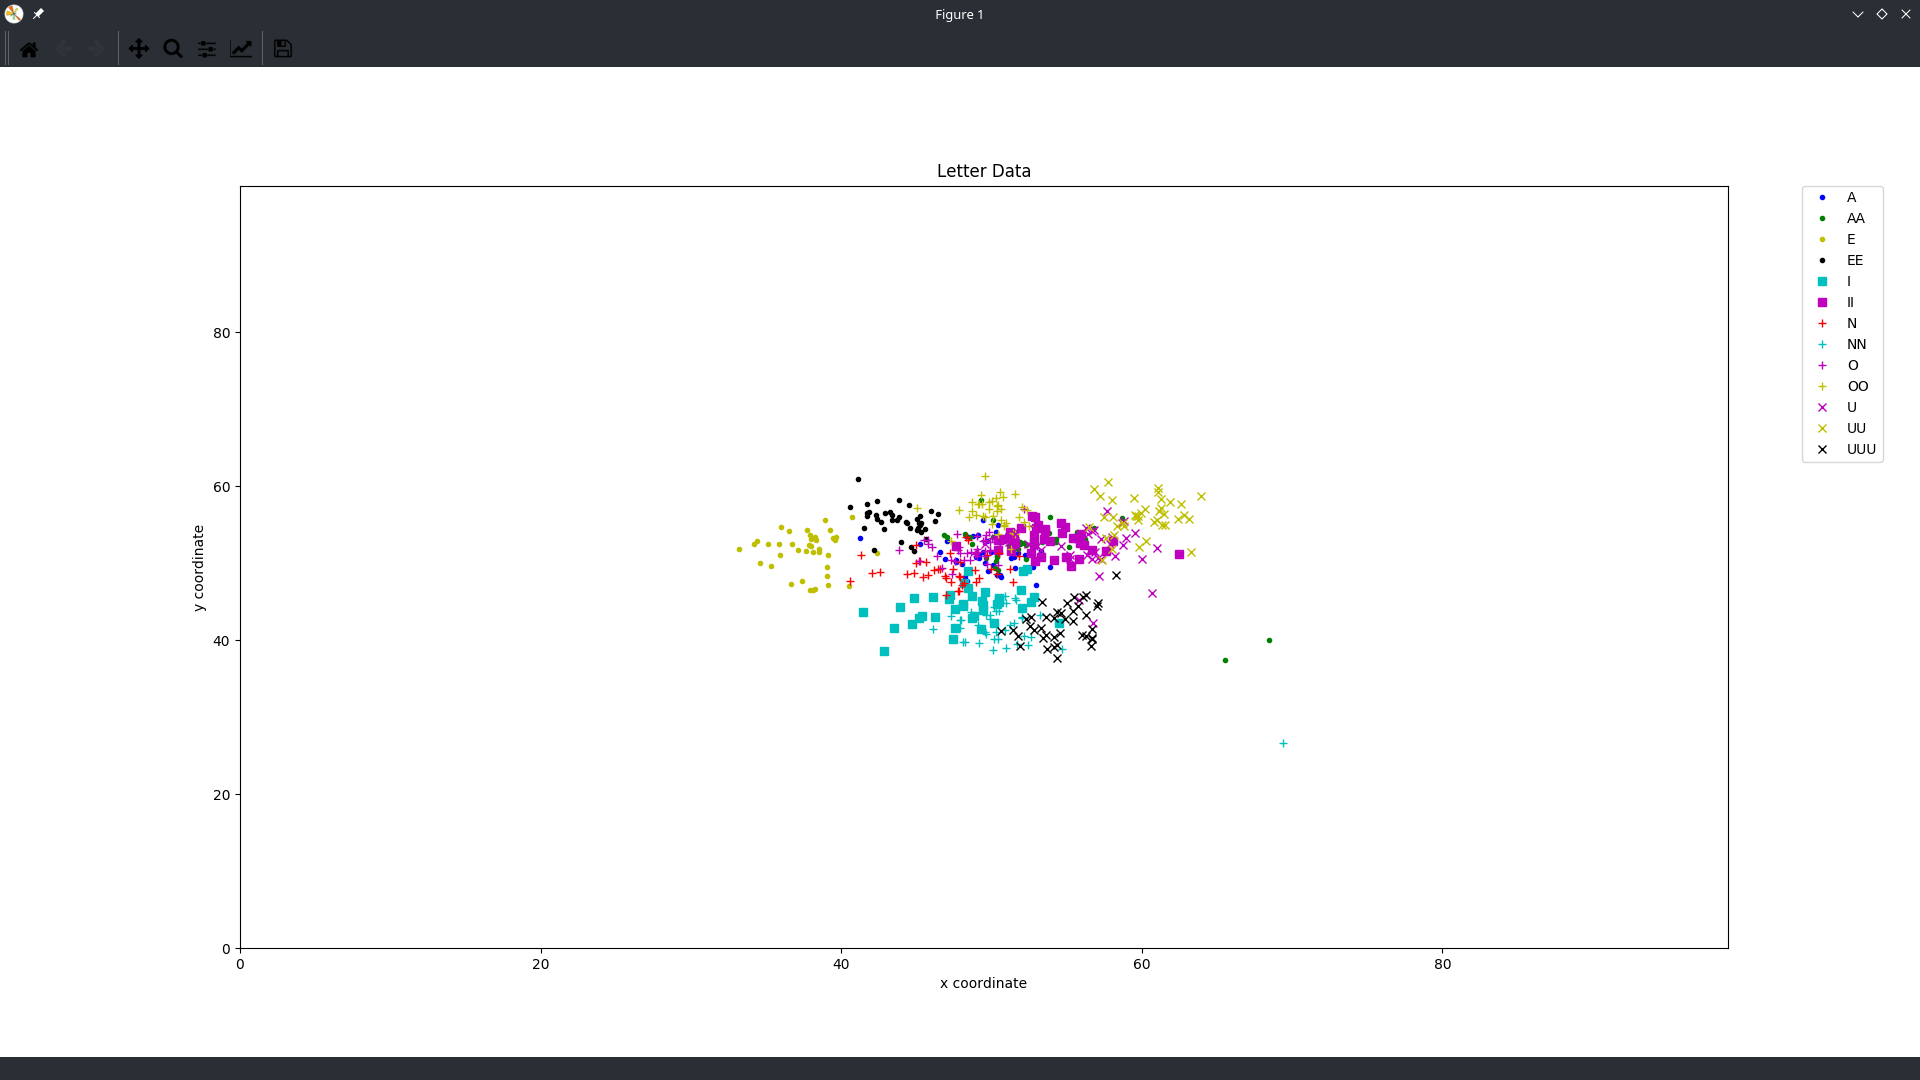 Figure 1
Letter Data
A
AA
E
EE
I
II
N
NN
O
OO
U
UU
UUU
y coordinate
80
60
40
20
0
0 20 40 60 80
x coordinate